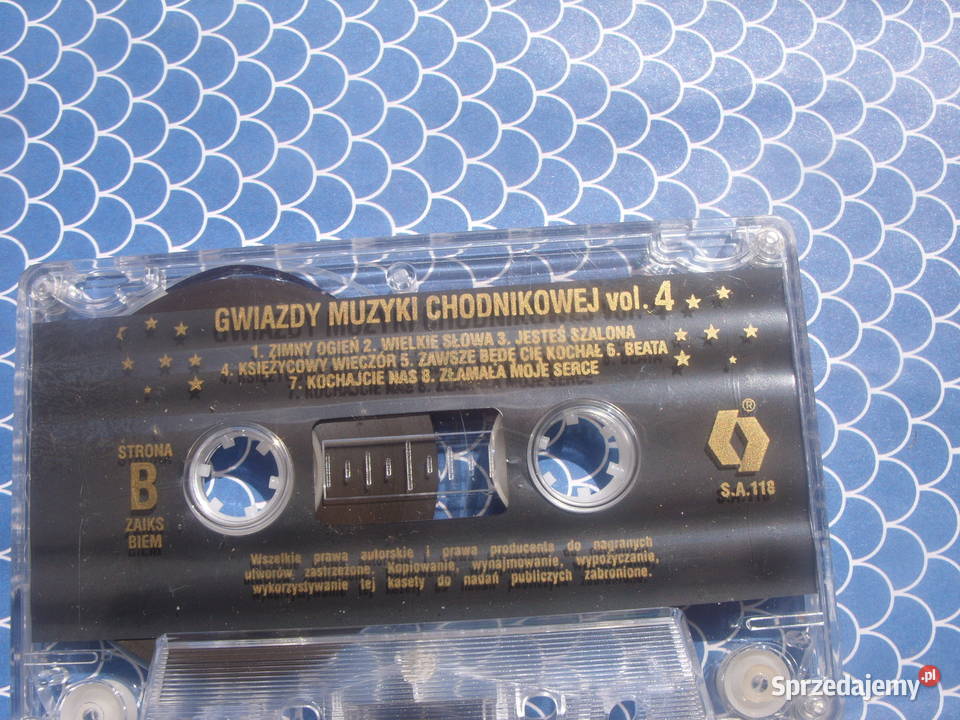 GWIAZDY MUZYKI CHODNIKOWEJ vol. 4
1. ZIMNY OGIEŃ 2. WIELKIE SŁOWA 3. JESTEŚ SZALONA
4. KSIĘŻYCOWY WIECZÓR 5. ZAWSZE BĘDĘ CIĘ KOCHAŁ 6. BEATA
7. KOCHAJCIE NAS 8. ZŁAMAŁA MOJE SERCE
STRONA
B
ZAIKS
BIEM
®
S.A.118
Wszelkie prawa autorskie i prawa producenta do nagranych
utworów zastrzeżone. Kopiowanie, wynajmowanie, wypożyczanie,
wykorzystywanie tej kasety do nadań publicznych zabronione.
Sprzedajemy.pl